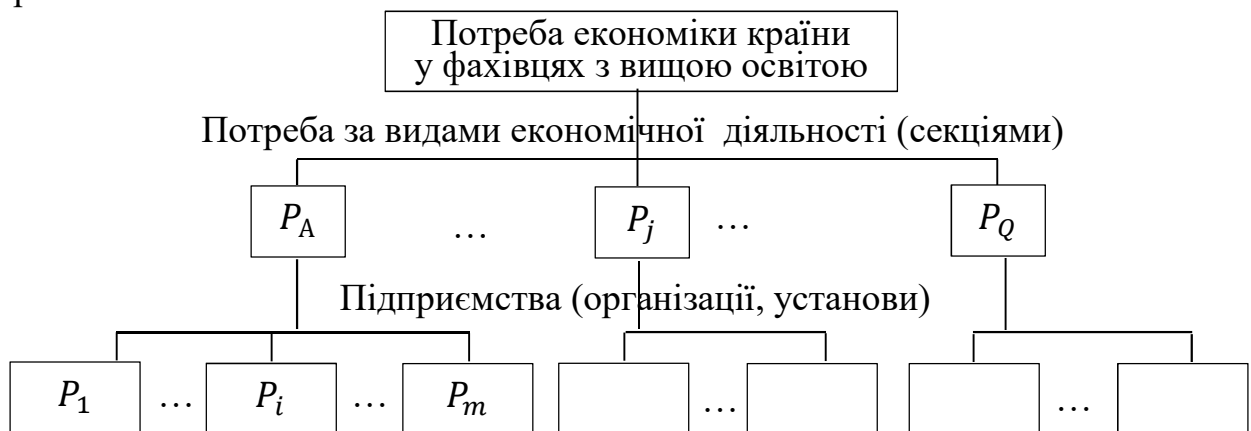 Потреба економіки країни
у фахівцях з вищою освітою
Потреба за видами економічної діяльності (секціями)
P_A … P_j … P_Q
Підприємства (організації, установи)
P_1 … P_i … P_m … …